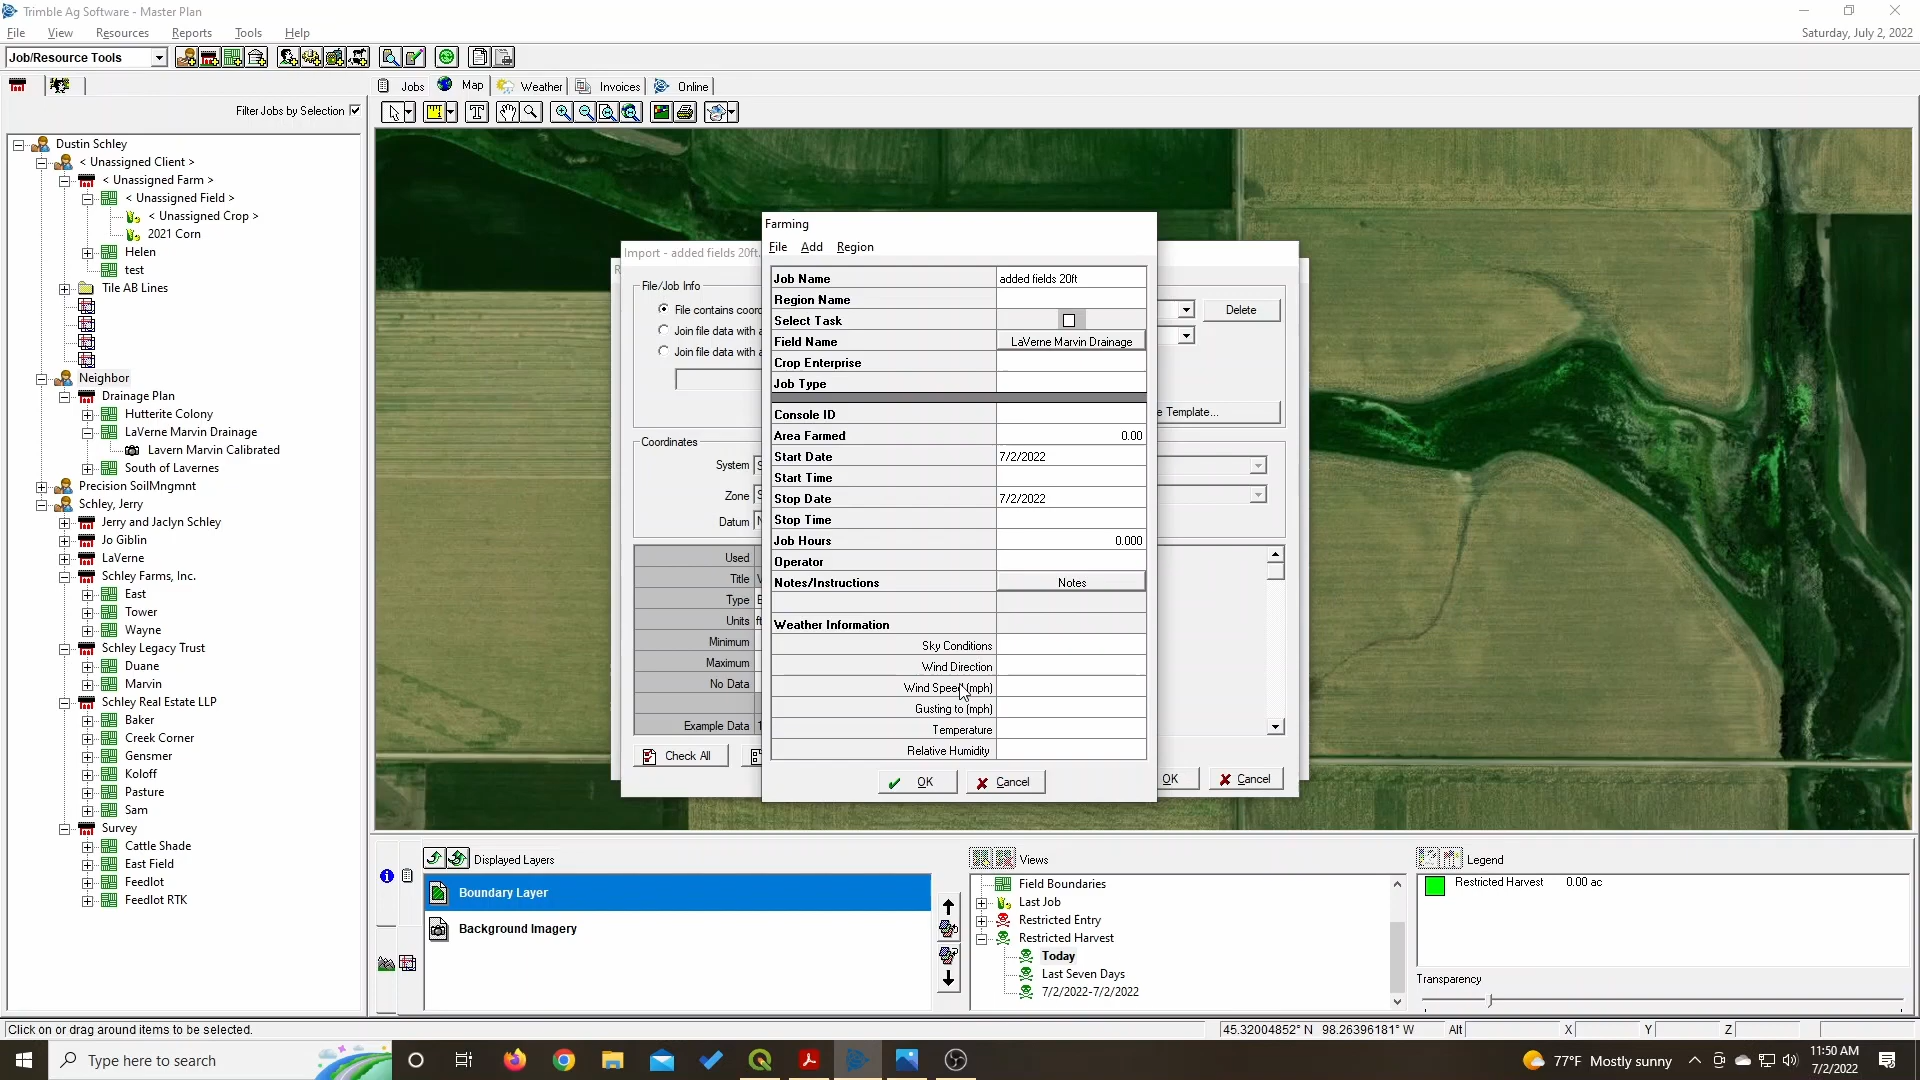 Trimble Ag Software - Master Plan
File View Resources Reports Tools Help
Saturday, July 2, 2022
Job/Resource Tools
Jobs Map Weather Invoices Online
Filter Jobs by Selection
Dustin Schley
< Unassigned Client >
< Unassigned Farm >
< Unassigned Field >
< Unassigned Crop >
2021 Corn
Helen
test
Tile AB Lines
Neighbor
Drainage Plan
Hutterite Colony
LaVerne Marvin Drainage
Lavern Marvin Calibrated
South of Lavernes
Precision SoilMngmnt
Schley, Jerry
Jerry and Jaclyn Schley
Jo Giblin
LaVerne
Schley Farms, Inc.
East
Tower
Wayne
Schley Legacy Trust
Duane
Marvin
Schley Real Estate LLP
Baker
Creek Corner
Gensmer
Koloff
Pasture
Sam
Survey
Cattle Shade
East Field
Feedlot
Feedlot RTK
Import - added fields 20ft.
File/Job Info
File contains coor
Join file data with a
Join file data with a
Delete
e Template...
Coordinates
System S
Zone S
Datum
Used
Title
Type
Units ft
Minimum
Maximum
No Data
Example Data 1
Check All
OK
Cancel
Farming
File Add Region
Job Name added fields 20ft
Region Name
Select Task
Field Name LaVerne Marvin Drainage
Crop Enterprise
Job Type
Console ID
Area Farmed 0.00
Start Date 7/2/2022
Start Time
Stop Date 7/2/2022
Stop Time
Job Hours 0.000
Operator
Notes/Instructions Notes
Weather Information
Sky Conditions
Wind Direction
Wind Speed (mph)
Gusting to (mph)
Temperature
Relative Humidity
OK Cancel
Displayed Layers
Boundary Layer
Background Imagery
Views
Field Boundaries
Last Job
Restricted Entry
Restricted Harvest
Today
Last Seven Days
7/2/2022-7/2/2022
Legend
Restricted Harvest 0.00 ac
Transparency
Click on or drag around items to be selected.
45.32004852° N 98.26396181° W Alt X Y Z
Type here to search
77°F Mostly sunny
11:50 AM
7/2/2022